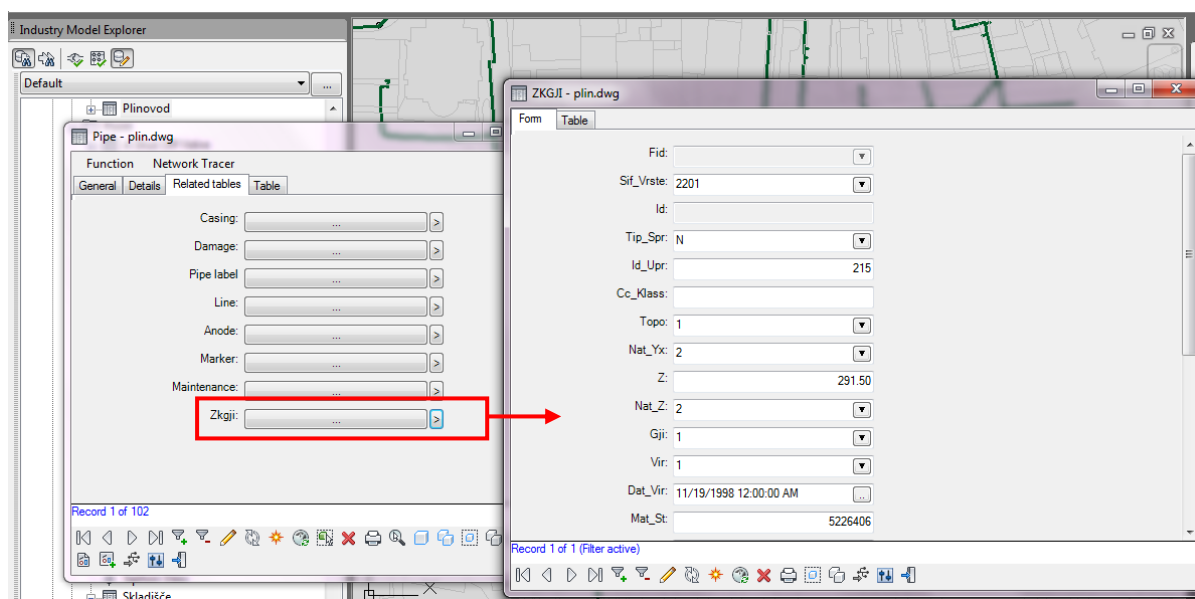 Industry Model Explorer
Default
...
Plinovod
Pipe - plin.dwg
Function Network Tracer
General Details Related tables Table
Casing: ... >
Damage: ... >
Pipe label ... >
Line: ... >
Anode: ... >
Marker: ... >
Maintenance: ... >
Zkgji: ... >
Record 1 of 102
Skladišče
ZKGJI - plin.dwg
Form Table
Fid:
Sif_Vrste: 2201
Id:
Tip_Spr: N
Id_Upr: 215
Cc_Klass:
Topo: 1
Nat_Yx: 2
Z: 291.50
Nat_Z: 2
Gji: 1
Vir: 1
Dat_Vir: 11/19/1998 12:00:00 AM ...
Mat_St: 5226406
Record 1 of 1 (Filter active)
X